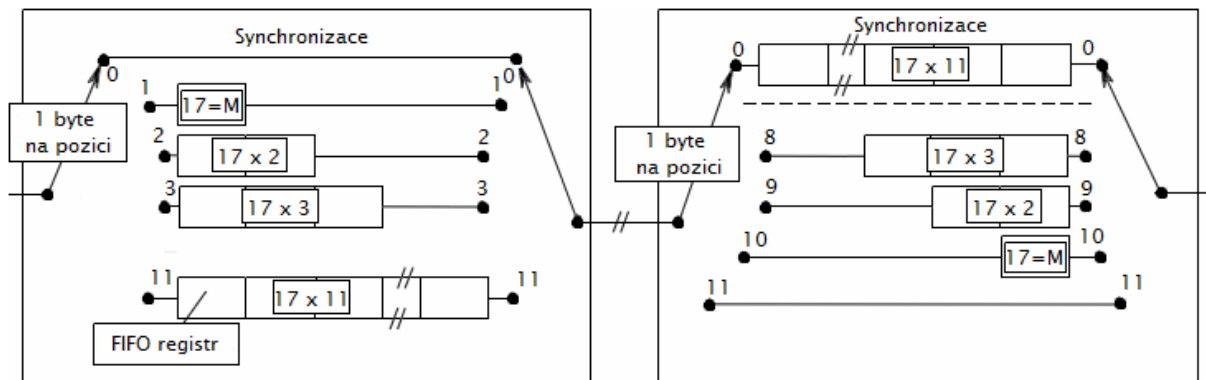 Synchronizace
0
0
1
17=M
1
1 byte
na pozici
2
17 x 2
2
3
17 x 3
3
11
17 x 11
11
FIFO registr
Synchronizace
0
17 x 11
0
1 byte
na pozici
8
17 x 3
8
9
17 x 2
9
10
17=M
10
11
11